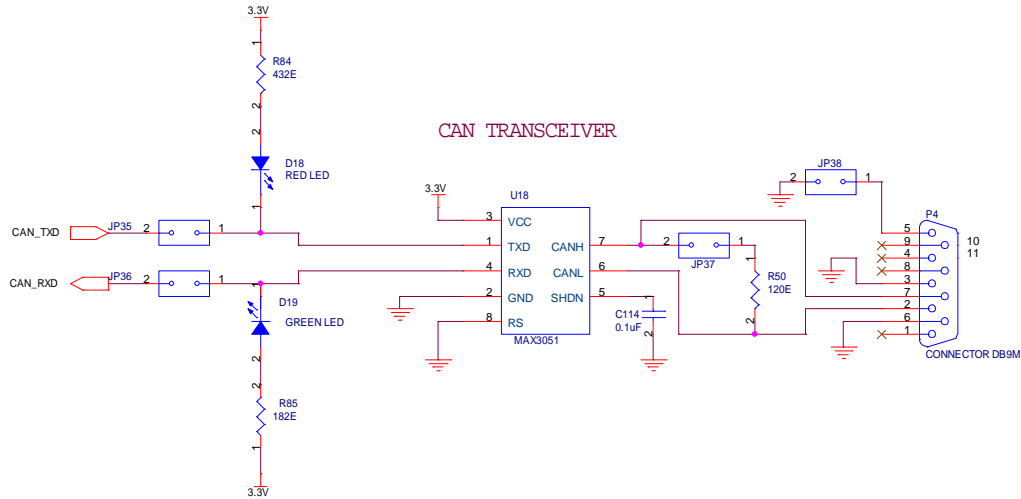 3.3V
1
R84
432E
2
2
CAN TRANSCEIVER
D18
RED LED
1
JP38
2
1
3.3V
U18
P4
CAN_TXD
2
JP35
1
3
VCC
5
10
9
11
1
TXD
CANH
7
2
1
4
JP37
8
CAN_RXD
2
JP36
1
4
RXD
CANL
6
1
R50
120E
3
1
D19
2
GND
SHDN
5
1
7
2
GREEN LED
8
RS
C114
0.1uF
2
2
6
MAX3051
1
2
CONNECTOR DB9M
2
R85
182E
1
3.3V